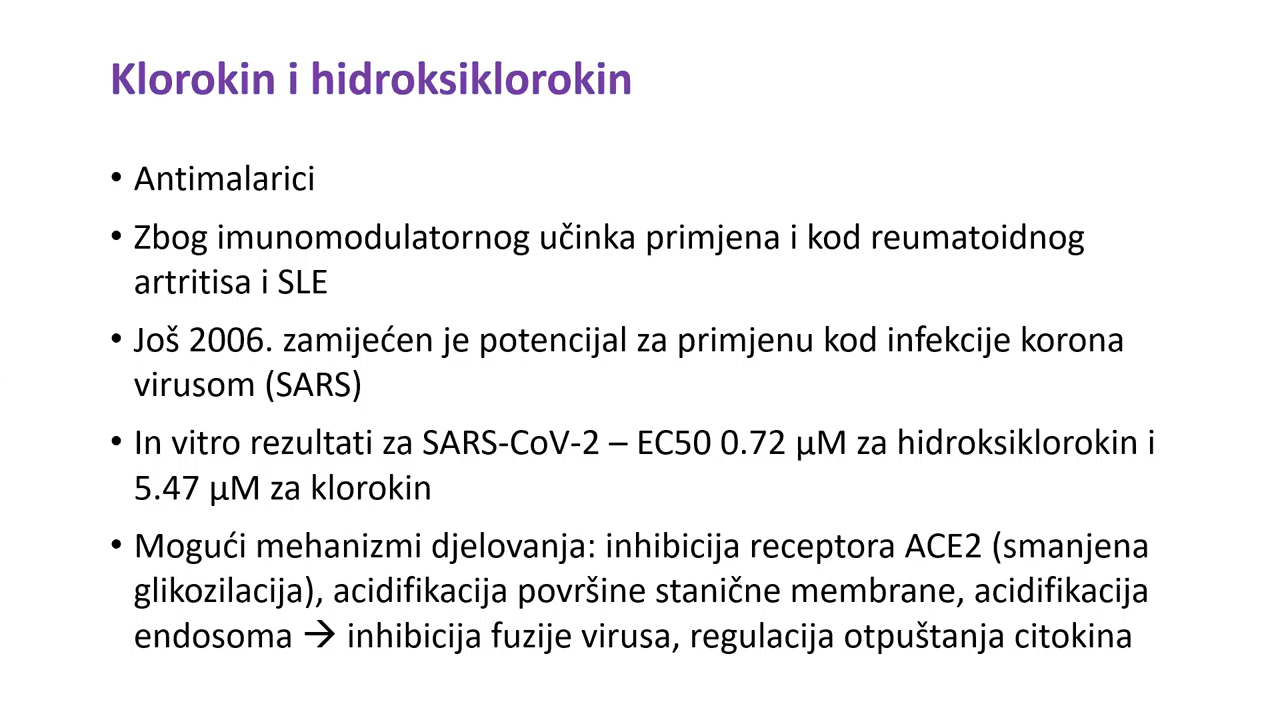 Klorokin i hidroksiklorokin
• Antimalarici
• Zbog imunomodulatornog učinka primjena i kod reumatoidnog
artritisa i SLE
• Još 2006. zamijećen je potencijal za primjenu kod infekcije korona
virusom (SARS)
• In vitro rezultati za SARS-CoV-2 – EC50 0.72 µM za hidroksiklorokin i
5.47 µM za klorokin
• Mogući mehanizmi djelovanja: inhibicija receptora ACE2 (smanjena
glikozilacija), acidifikacija površine stanične membrane, acidifikacija
endosoma → inhibicija fuzije virusa, regulacija otpuštanja citokina